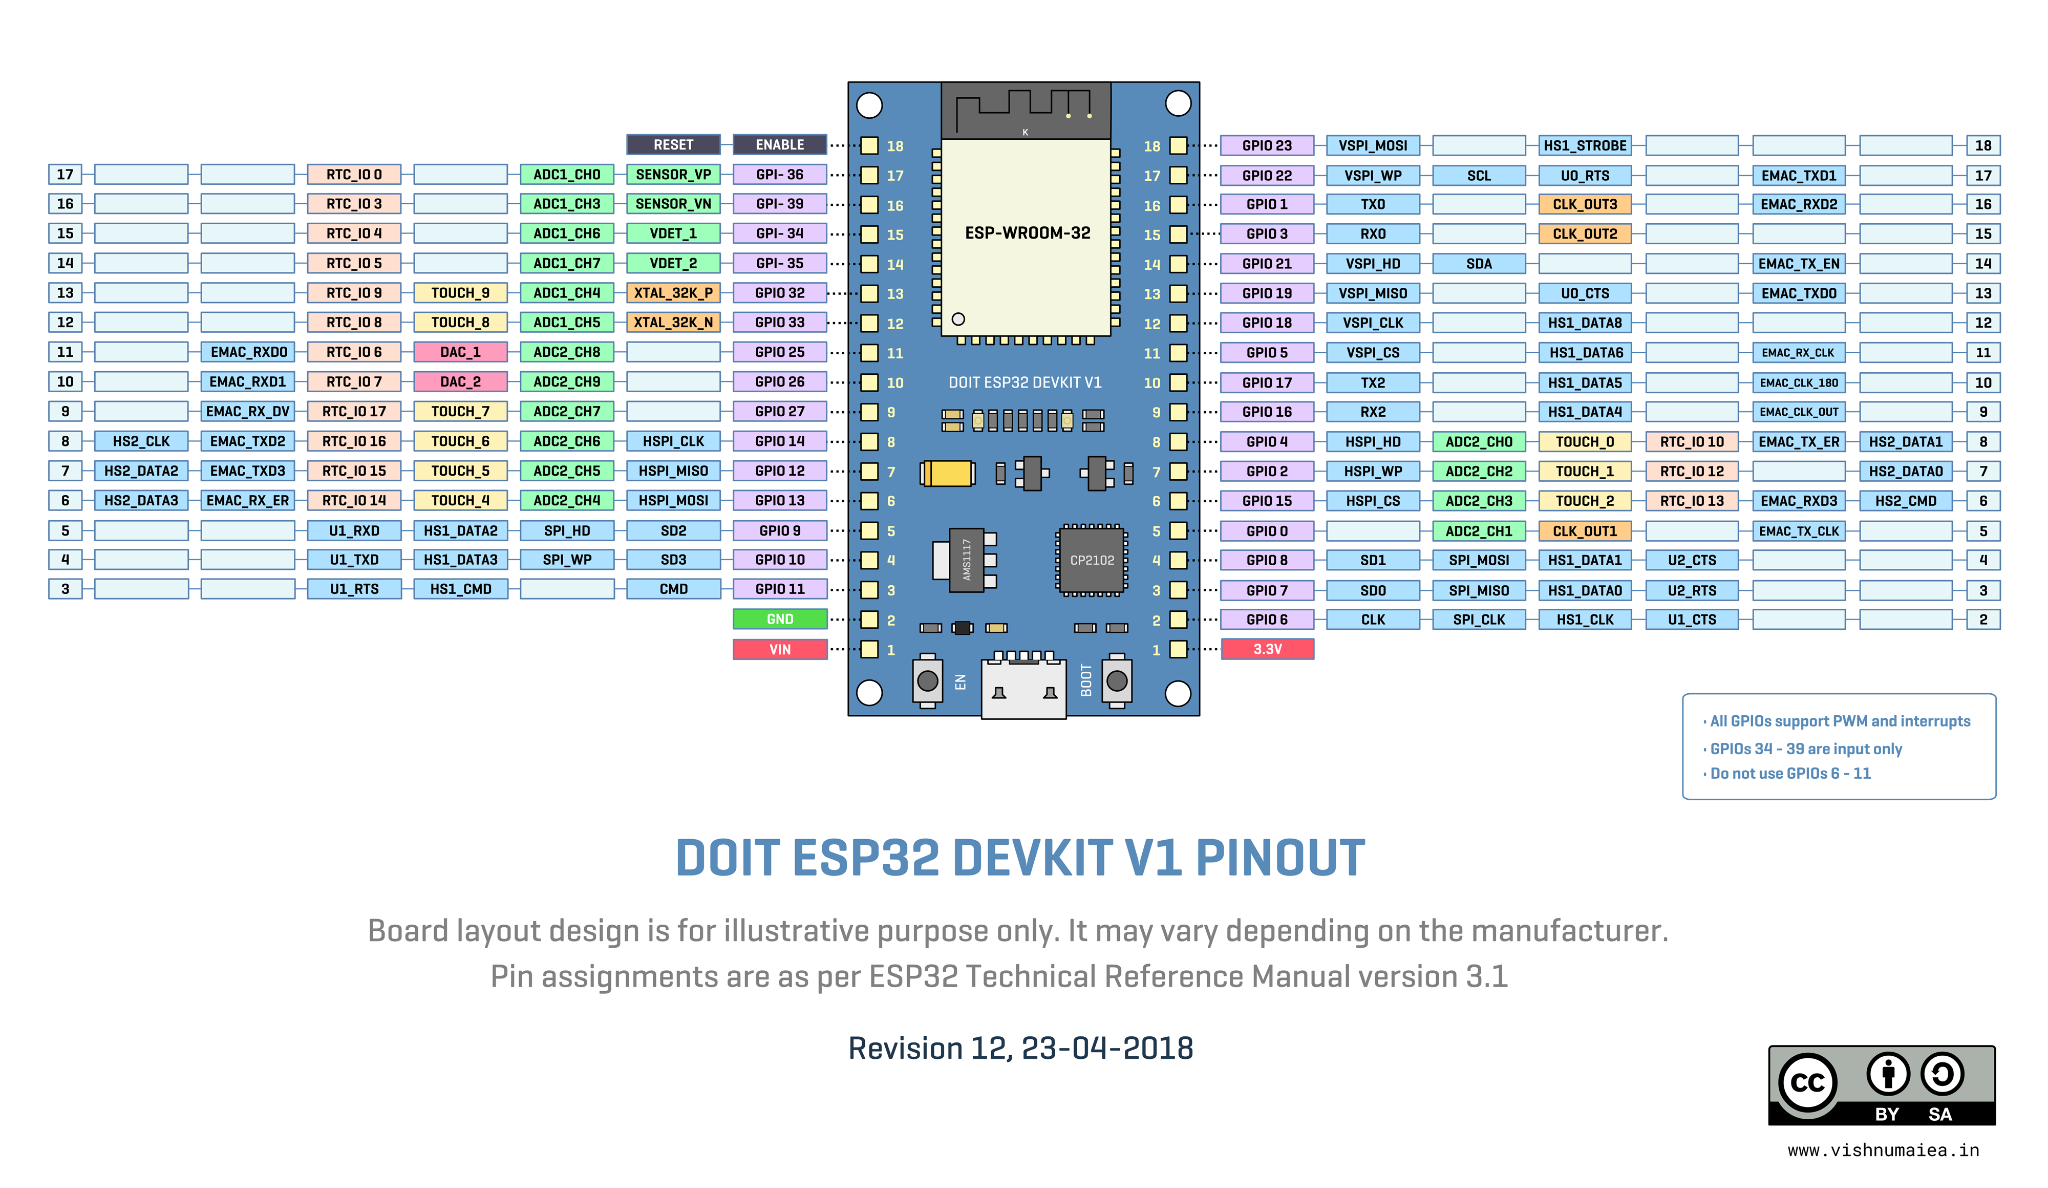 RESET ENABLE 18 18 GPIO 23 VSPI_MOSI HS1_STROBE 18
17 RTC_IO 0 ADC1_CH0 SENSOR_VP GPI- 36 17 17 GPIO 22 VSPI_WP SCL U0_RTS EMAC_TXD1 17
16 RTC_IO 3 ADC1_CH3 SENSOR_VN GPI- 39 16 16 GPIO 1 TX0 CLK_OUT3 EMAC_RXD2 16
15 RTC_IO 4 ADC1_CH6 VDET_1 GPI- 34 15 15 GPIO 3 RX0 CLK_OUT2 15
14 RTC_IO 5 ADC1_CH7 VDET_2 GPI- 35 14 14 GPIO 21 VSPI_HD SDA EMAC_TX_EN 14
13 RTC_IO 9 TOUCH_9 ADC1_CH4 XTAL_32K_P GPIO 32 13 13 GPIO 19 VSPI_MISO U0_CTS EMAC_TXD0 13
12 RTC_IO 8 TOUCH_8 ADC1_CH5 XTAL_32K_N GPIO 33 12 12 GPIO 18 VSPI_CLK HS1_DATA8 12
11 EMAC_RXD0 RTC_IO 6 DAC_1 ADC2_CH8 GPIO 25 11 11 GPIO 5 VSPI_CS HS1_DATA6 EMAC_RX_CLK 11
10 EMAC_RXD1 RTC_IO 7 DAC_2 ADC2_CH9 GPIO 26 10 10 GPIO 17 TX2 HS1_DATA5 EMAC_CLK_180 10
9 EMAC_RX_DV RTC_IO 17 TOUCH_7 ADC2_CH7 GPIO 27 9 9 GPIO 16 RX2 HS1_DATA4 EMAC_CLK_OUT 9
8 HS2_CLK EMAC_TXD2 RTC_IO 16 TOUCH_6 ADC2_CH6 HSPI_CLK GPIO 14 8 8 GPIO 4 HSPI_HD ADC2_CH0 TOUCH_0 RTC_IO 10 EMAC_TX_ER HS2_DATA1 8
7 HS2_DATA2 EMAC_TXD3 RTC_IO 15 TOUCH_5 ADC2_CH5 HSPI_MISO GPIO 12 7 7 GPIO 2 HSPI_WP ADC2_CH2 TOUCH_1 RTC_IO 12 HS2_DATA0 7
6 HS2_DATA3 EMAC_RX_ER RTC_IO 14 TOUCH_4 ADC2_CH4 HSPI_MOSI GPIO 13 6 6 GPIO 15 HSPI_CS ADC2_CH3 TOUCH_2 RTC_IO 13 EMAC_RXD3 HS2_CMD 6
5 U1_RXD HS1_DATA2 SPI_HD SD2 GPIO 9 5 5 GPIO 0 ADC2_CH1 CLK_OUT1 EMAC_TX_CLK 5
4 U1_TXD HS1_DATA3 SPI_WP SD3 GPIO 10 4 4 GPIO 8 SD1 SPI_MOSI HS1_DATA1 U2_CTS 4
3 U1_RTS HS1_CMD CMD GPIO 11 3 3 GPIO 7 SD0 SPI_MISO HS1_DATA0 U2_RTS 3
GND 2 2 GPIO 6 CLK SPI_CLK HS1_CLK U1_CTS 2
VIN 1 1 3.3V
K
ESP-WROOM-32
DOIT ESP32 DEVKIT V1
AMS1117
CP2102
EN
BOOT
· All GPIOs support PWM and interrupts
· GPIOs 34 - 39 are input only
· Do not use GPIOs 6 - 11
DOIT ESP32 DEVKIT V1 PINOUT
Board layout design is for illustrative purpose only. It may vary depending on the manufacturer.
Pin assignments are as per ESP32 Technical Reference Manual version 3.1
Revision 12, 23-04-2018
CC
BY SA
www.vishnumaiea.in